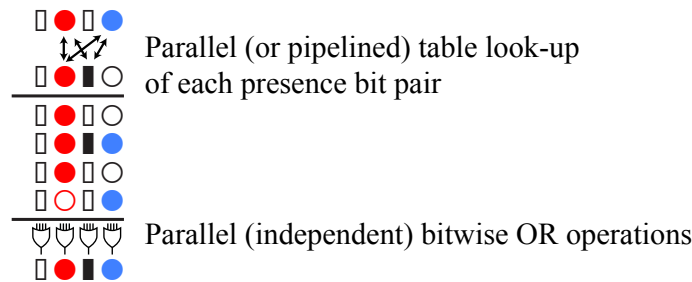 Parallel (or pipelined) table look-up
of each presence bit pair
Parallel (independent) bitwise OR operations